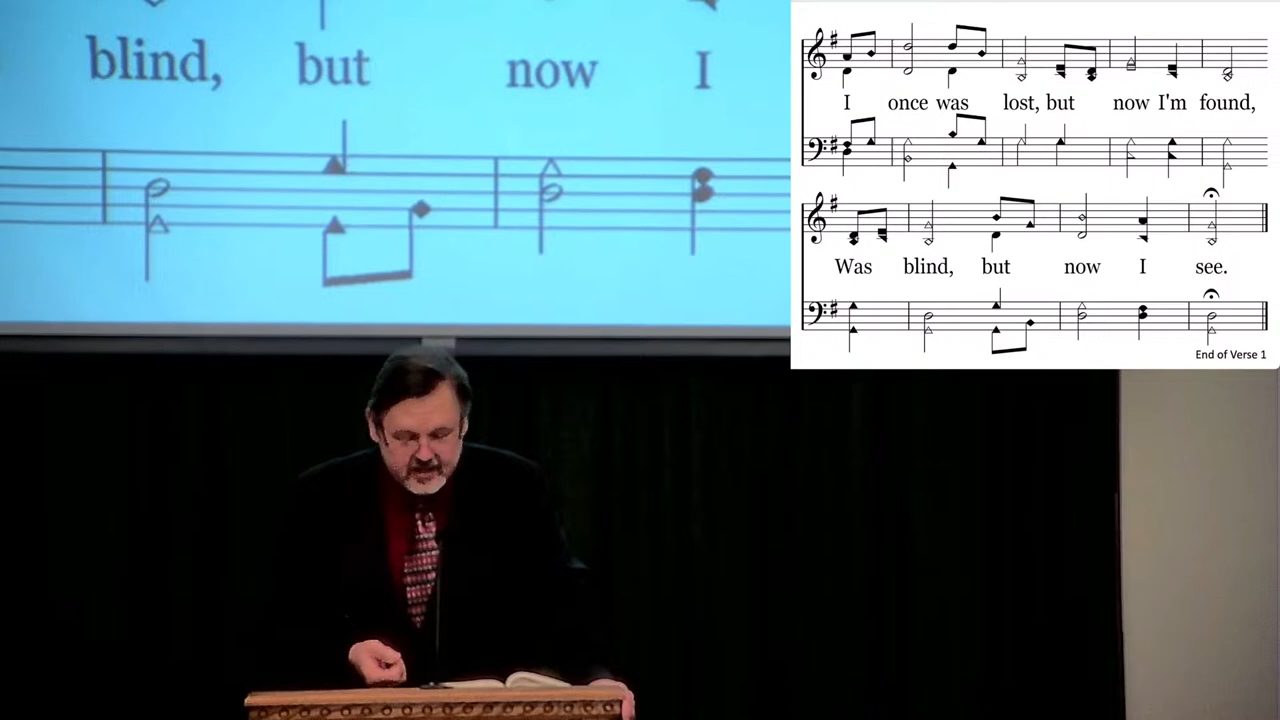 blind, but now I
I once was lost, but now I'm found,
Was blind, but now I see.
End of Verse 1